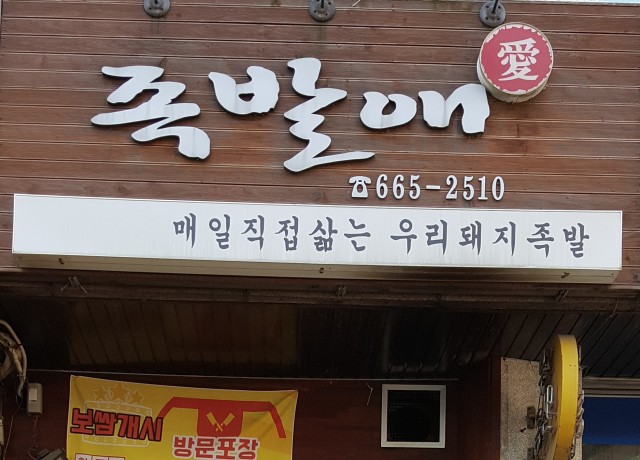 족발애 愛
☎665-2510
매일직접삶는 우리돼지족발
보쌈개시
방문포장